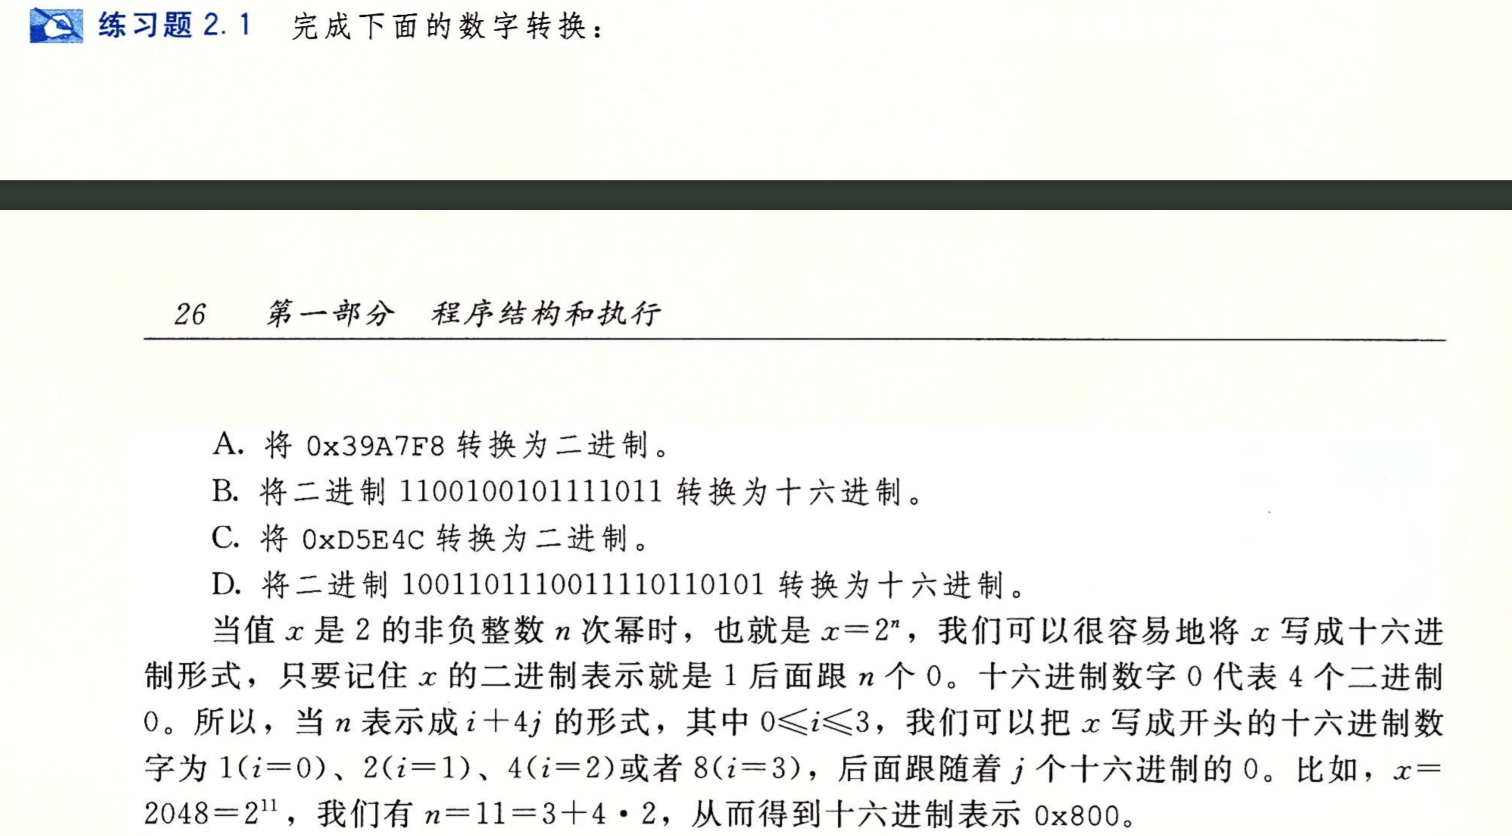 练习题 2.1 完成下面的数字转换：
26 第一部分 程序结构和执行
A. 将 0x39A7F8 转换为二进制。
B. 将二进制 1100100101111011 转换为十六进制。
C. 将 0xD5E4C 转换为二进制。
D. 将二进制 1001101110011110110101 转换为十六进制。
当值 x 是 2 的非负整数 n 次幂时，也就是 x=2ⁿ，我们可以很容易地将 x 写成十六进
制形式，只要记住 x 的二进制表示就是 1 后面跟 n 个 0。十六进制数字 0 代表 4 个二进制
0。所以，当 n 表示成 i+4j 的形式，其中 0≤i≤3，我们可以把 x 写成开头的十六进制数
字为 1(i=0)、2(i=1)、4(i=2)或者 8(i=3)，后面跟随着 j 个十六进制的 0。比如，x=
2048=2¹¹，我们有 n=11=3+4·2，从而得到十六进制表示 0x800。